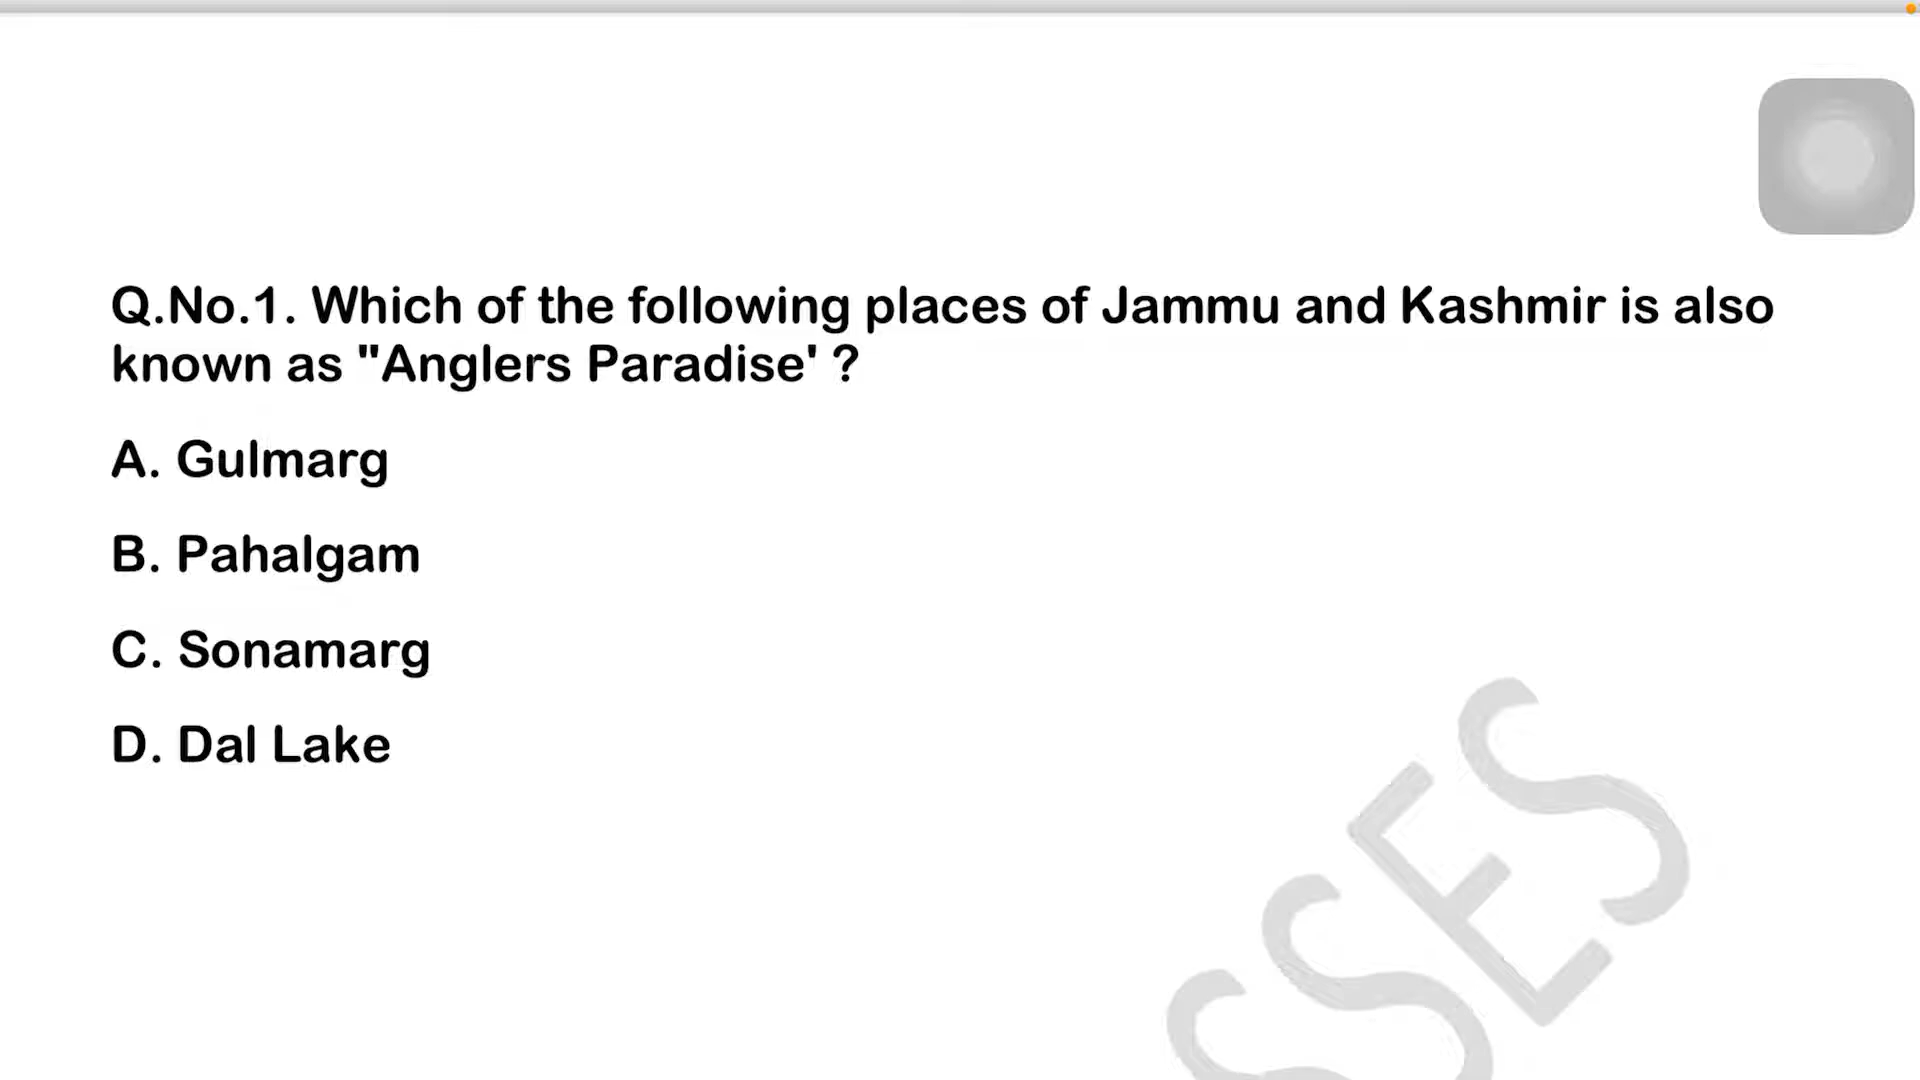 Q.No.1. Which of the following places of Jammu and Kashmir is also
known as "Anglers Paradise' ?
A. Gulmarg
B. Pahalgam
C. Sonamarg
D. Dal Lake
SSES